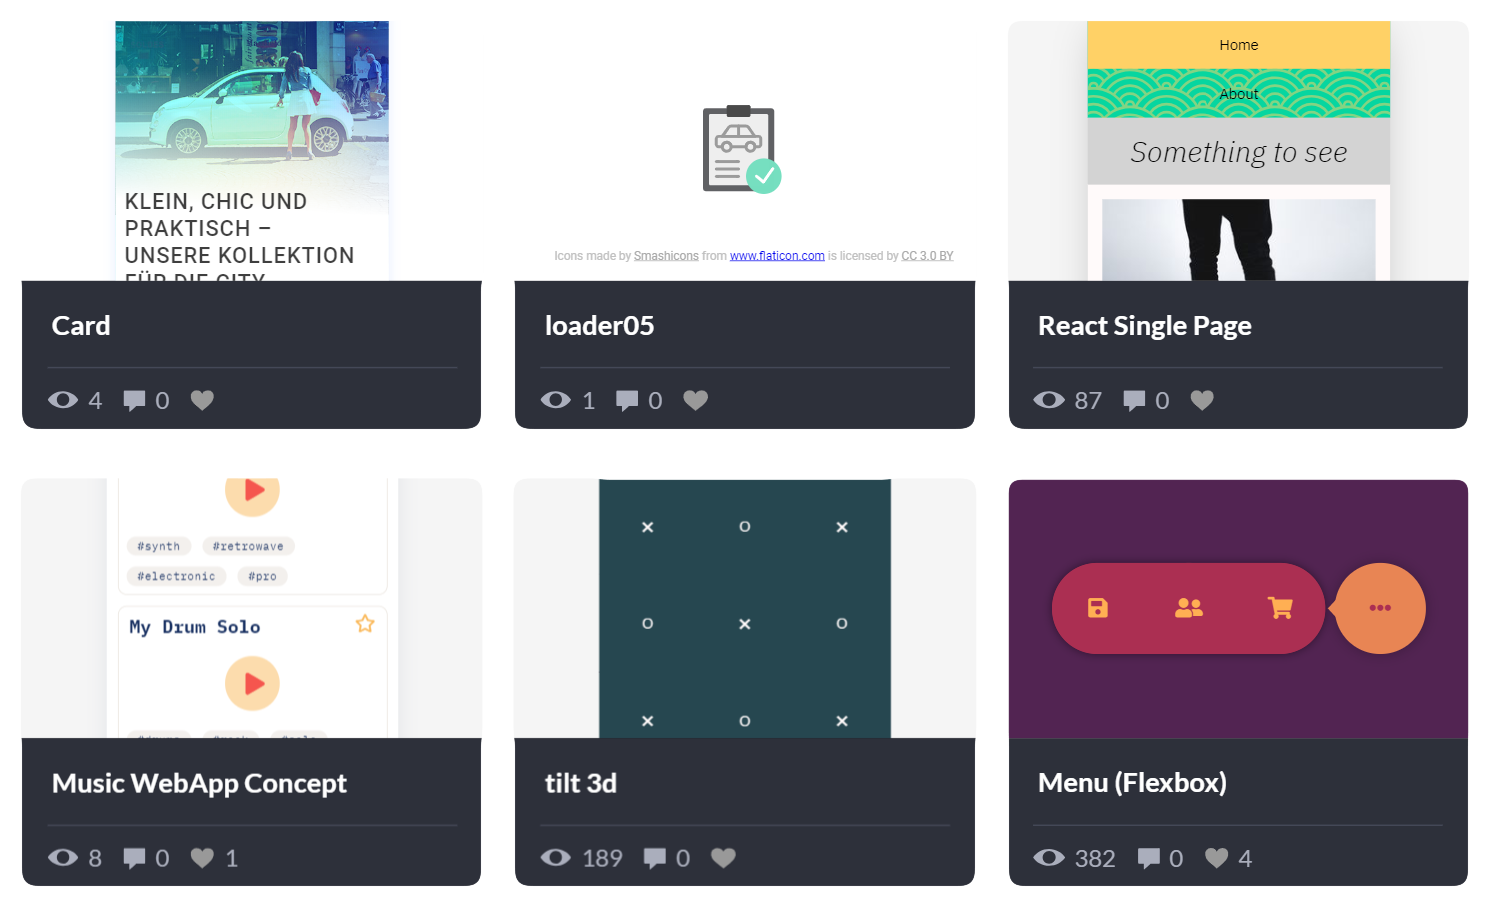 KLEIN, CHIC UND
PRAKTISCH –
UNSERE KOLLEKTION
FÜR DIE CITY
Card
4 0
Icons made by Smashicons from www.flaticon.com is licensed by CC 3.0 BY
loader05
1 0
Home
About
Something to see
React Single Page
87 0
#synth #retrowave
#electronic #pro
My Drum Solo
Music WebApp Concept
8 0 1
× o ×
o × o
× o ×
tilt 3d
189 0
Menu (Flexbox)
382 0 4